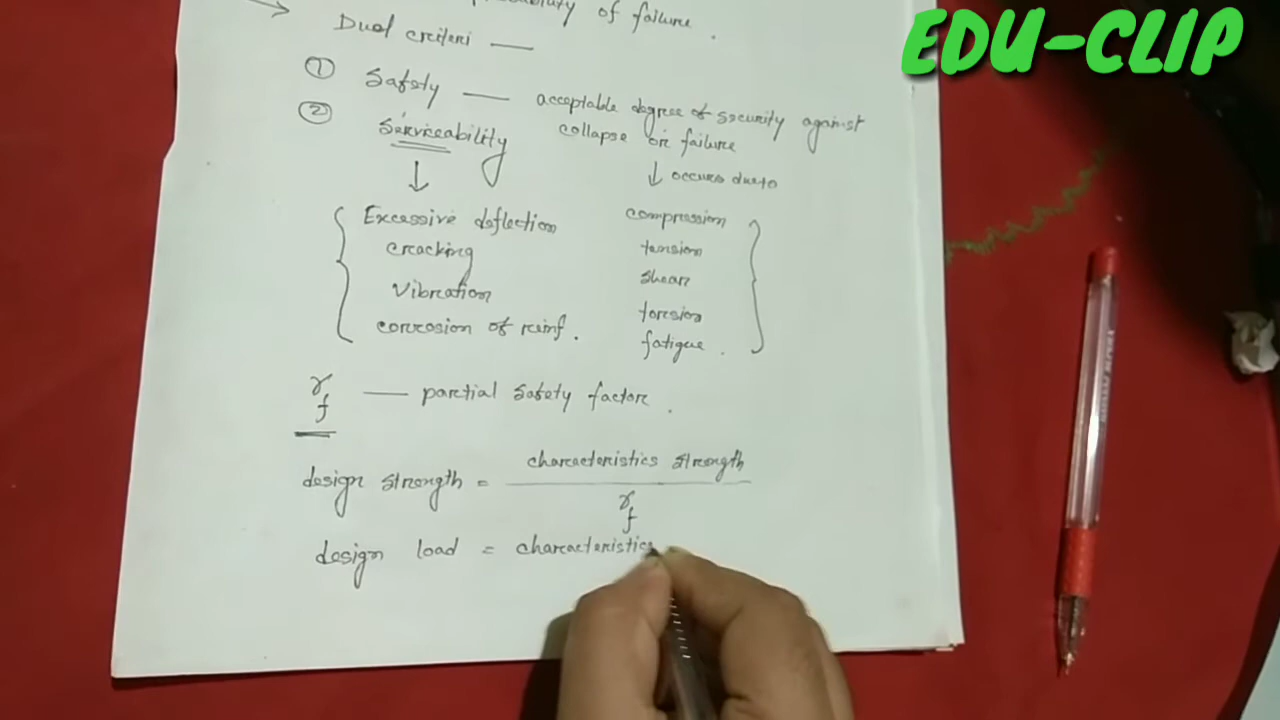 of failure.
EDU-CLIP
Dual criteri —
① Safety — acceptable degree of security against
collapse or failure
② Serviceability
↓ occurs due to
↓
Excessive deflection
cracking
Vibration
corrosion of reinf.
compression
tension
shear
torsion
fatigue.
γf — partial safety factor.
design strength = characteristics strength
γf
design load = characteristics